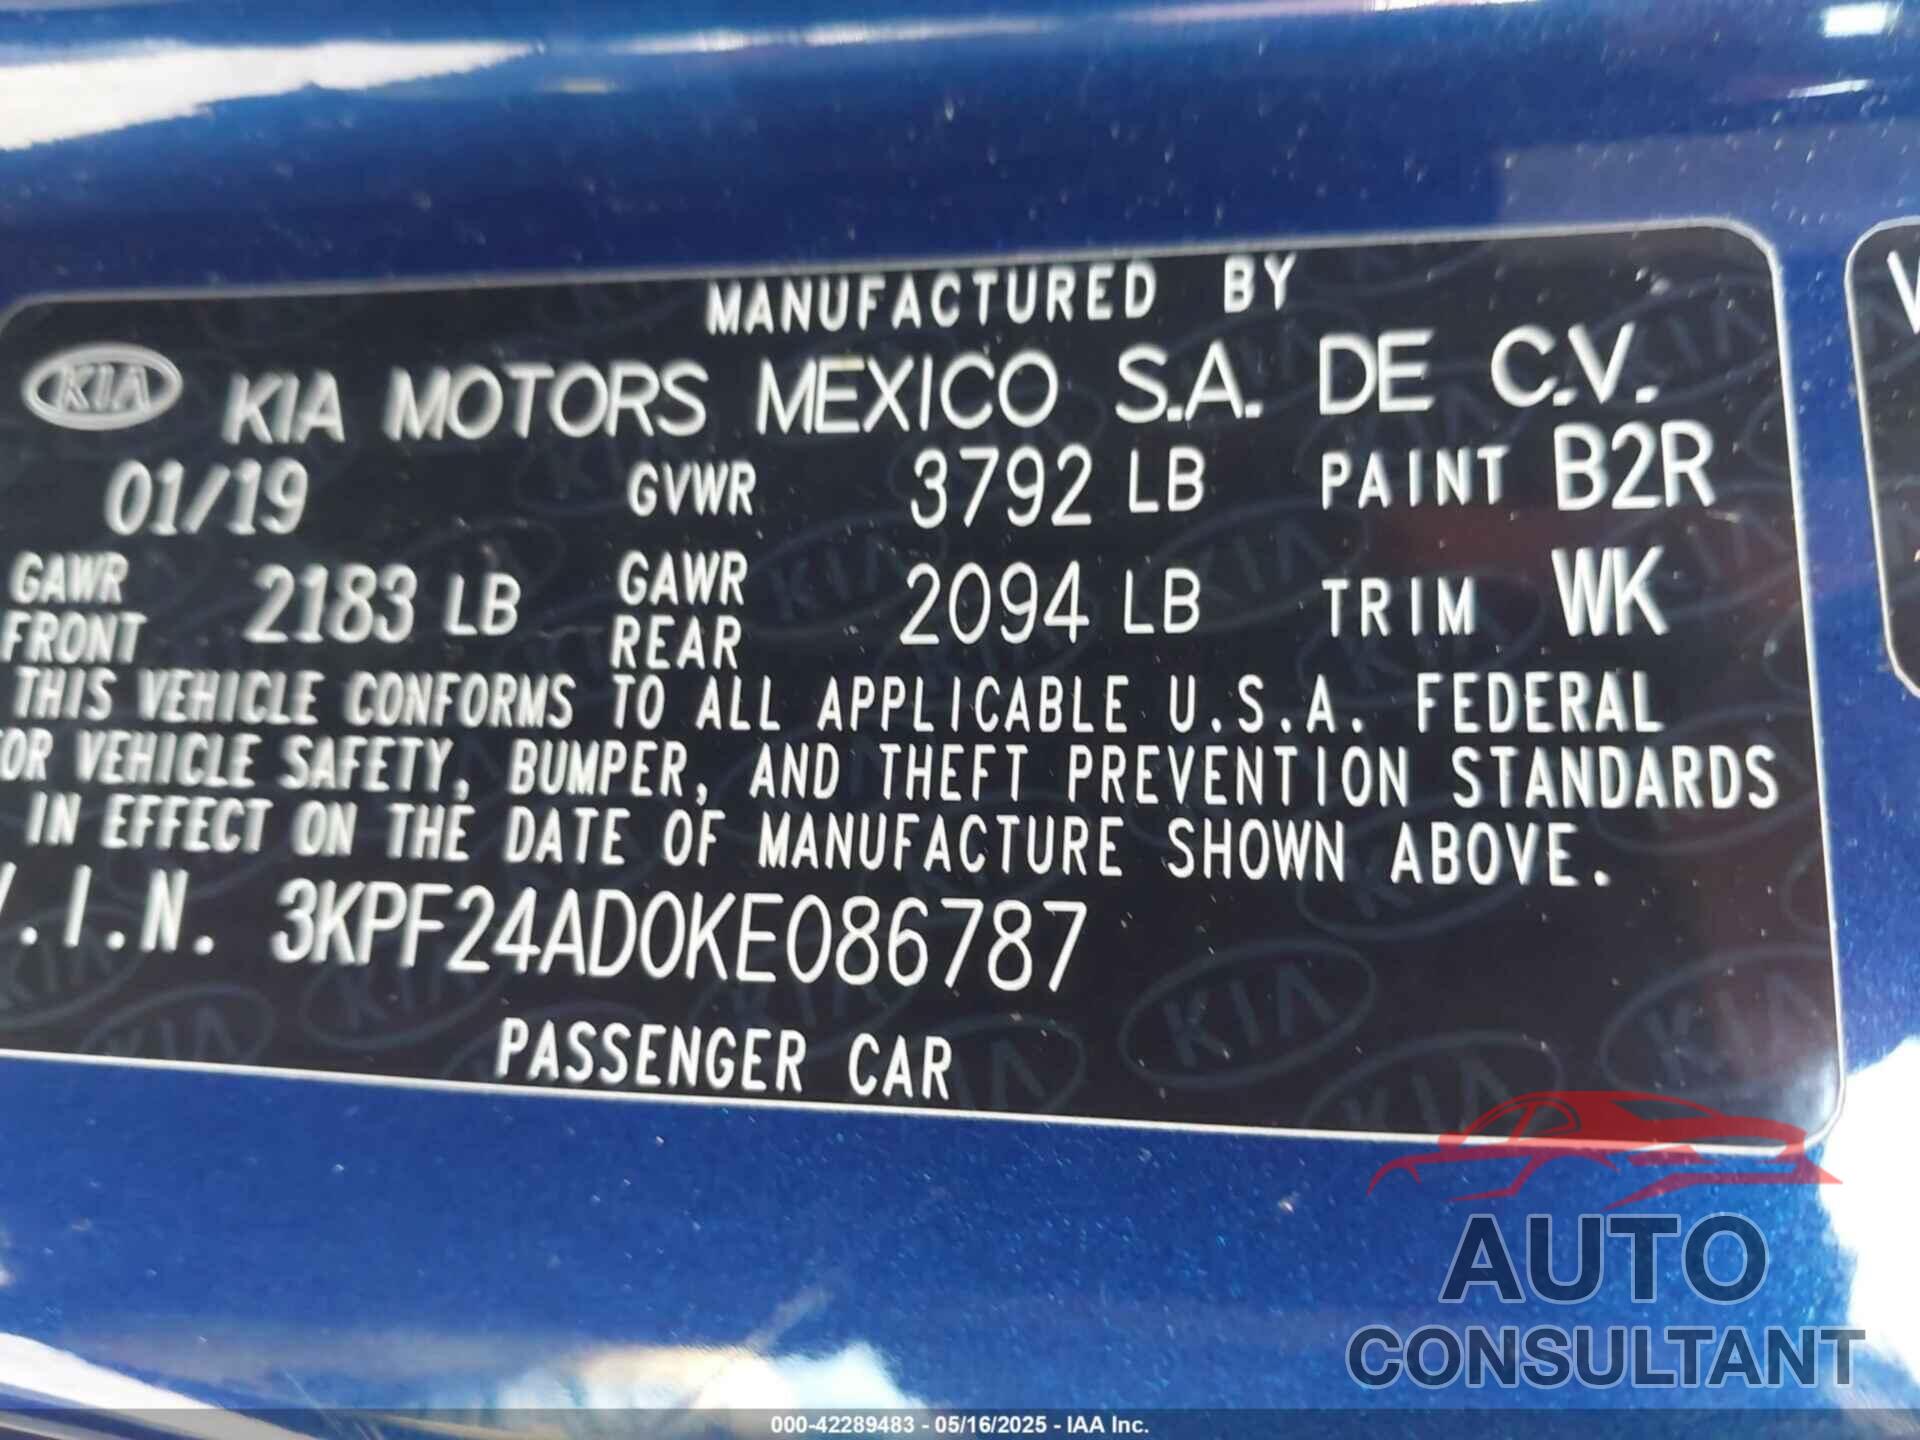 MANUFACTURED BY
KIA KIA MOTORS MEXICO S.A. DE C.V.
01/19 GVWR 3792 LB PAINT B2R
GAWR FRONT 2183 LB GAWR REAR 2094 LB TRIM WK
THIS VEHICLE CONFORMS TO ALL APPLICABLE U.S.A. FEDERAL
OR VEHICLE SAFETY, BUMPER, AND THEFT PREVENTION STANDARDS
IN EFFECT ON THE DATE OF MANUFACTURE SHOWN ABOVE.
V.I.N. 3KPF24AD0KE086787
PASSENGER CAR
AUTO
CONSULTANT
000-42289483 - 05/16/2025 - IAA Inc.